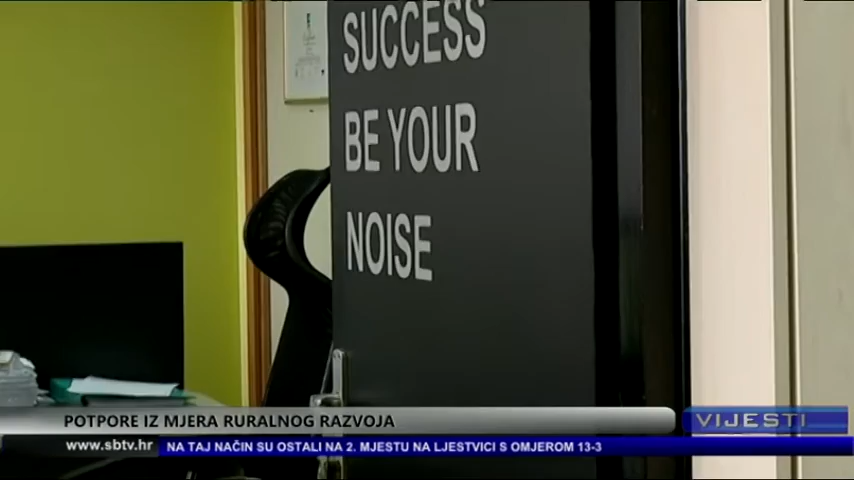 SUCCESS
BE YOUR
NOISE
POTPORE IZ MJERA RURALNOG RAZVOJA
VIJESTI
www.sbtv.hr
NA TAJ NAČIN SU OSTALI NA 2. MJESTU NA LJESTVICI S OMJEROM 13-3